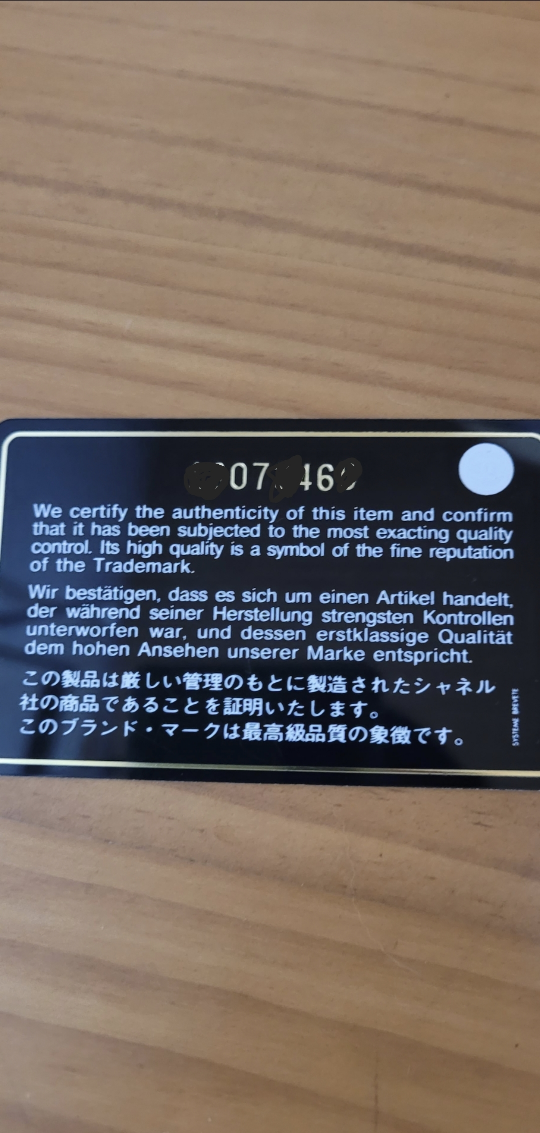 07 46
We certify the authenticity of this item and confirm
that it has been subjected to the most exacting quality
control. Its high quality is a symbol of the fine reputation
of the Trademark.
Wir bestätigen, dass es sich um einen Artikel handelt,
der während seiner Herstellung strengsten Kontrollen
unterworfen war, und dessen erstklassige Qualität
dem hohen Ansehen unserer Marke entspricht.
この製品は厳しい管理のもとに製造されたシャネル
社の商品であることを証明いたします。
このブランド・マークは最高級品質の象徴です。
SYSTEME BREVETE